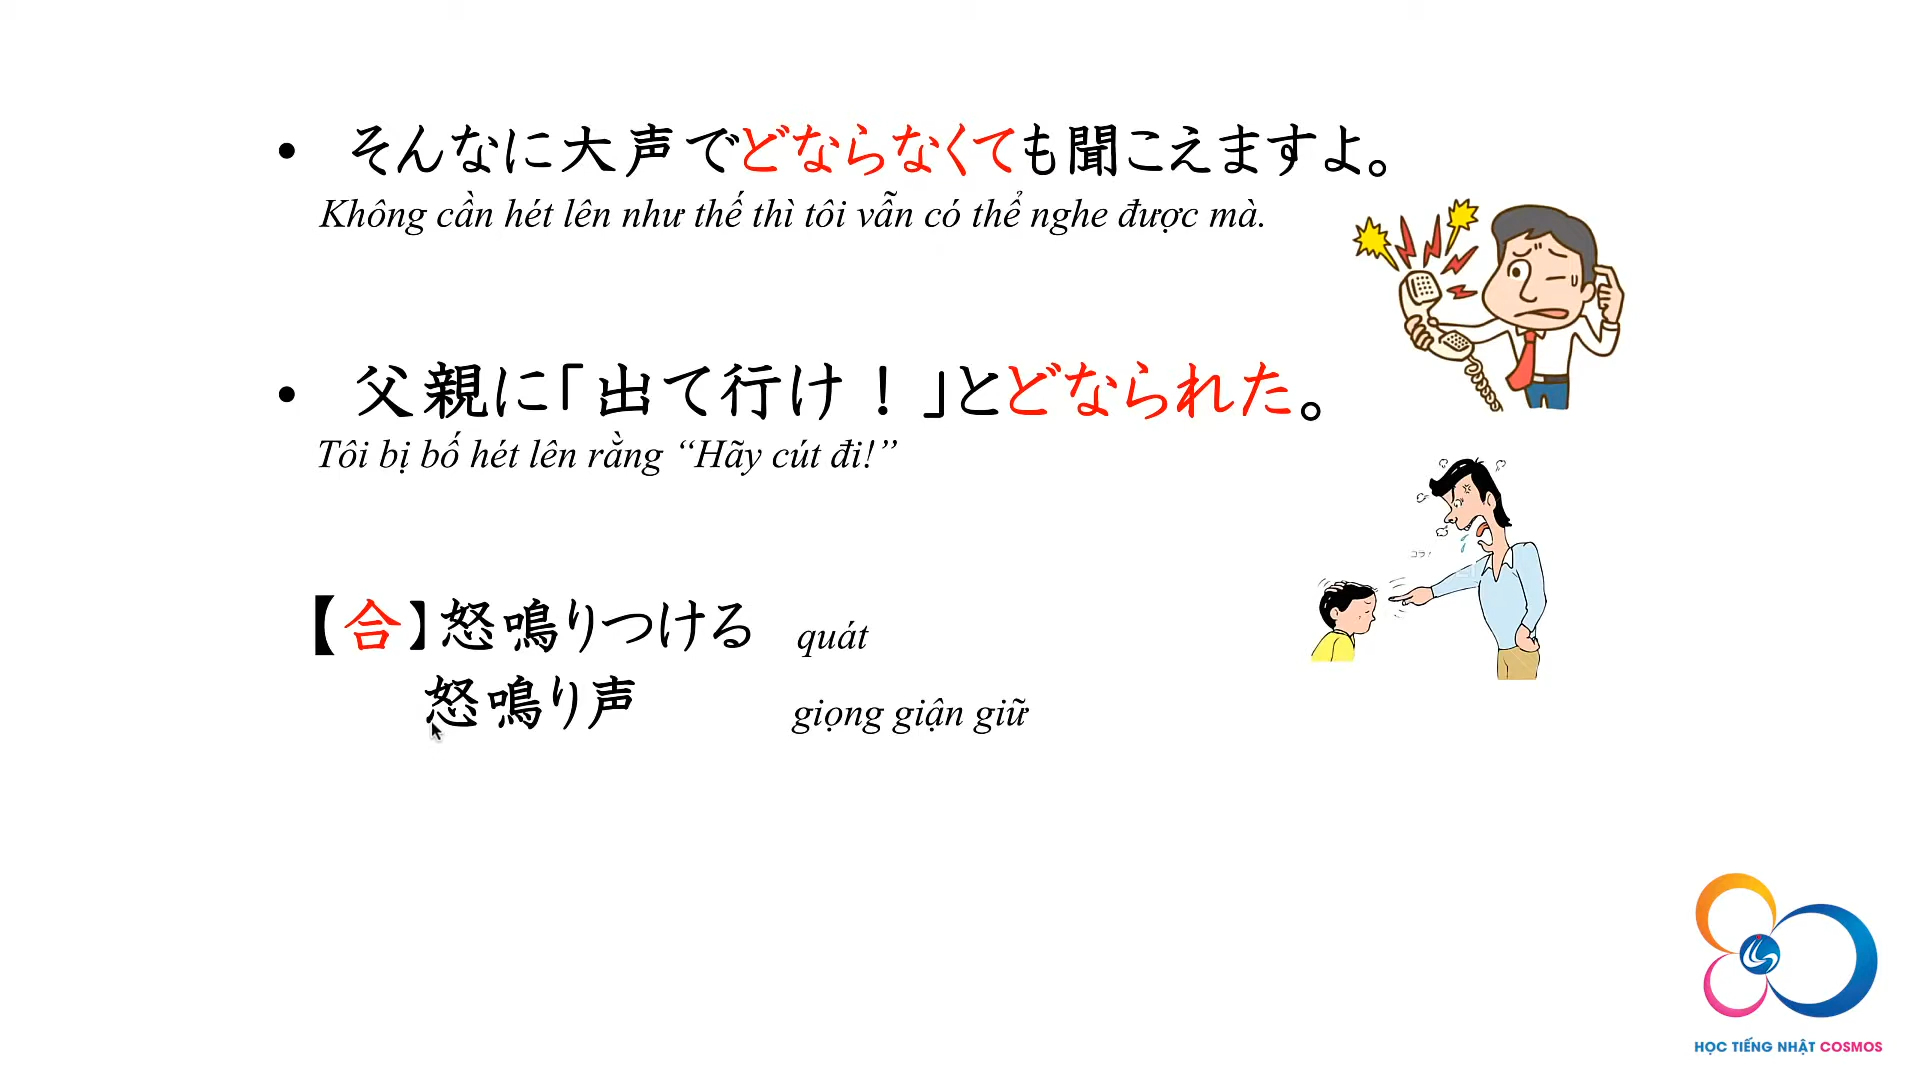 • そんなに大声でどならなくても聞こえますよ。
Không cần hét lên như thế thì tôi vẫn có thể nghe được mà.
• 父親に「出て行け！」とどなられた。
Tôi bị bố hét lên rằng “Hãy cút đi!”
コラ!
【合】怒鳴りつける quát
怒鳴り声 giọng giận giữ
HỌC TIẾNG NHẬT COSMOS